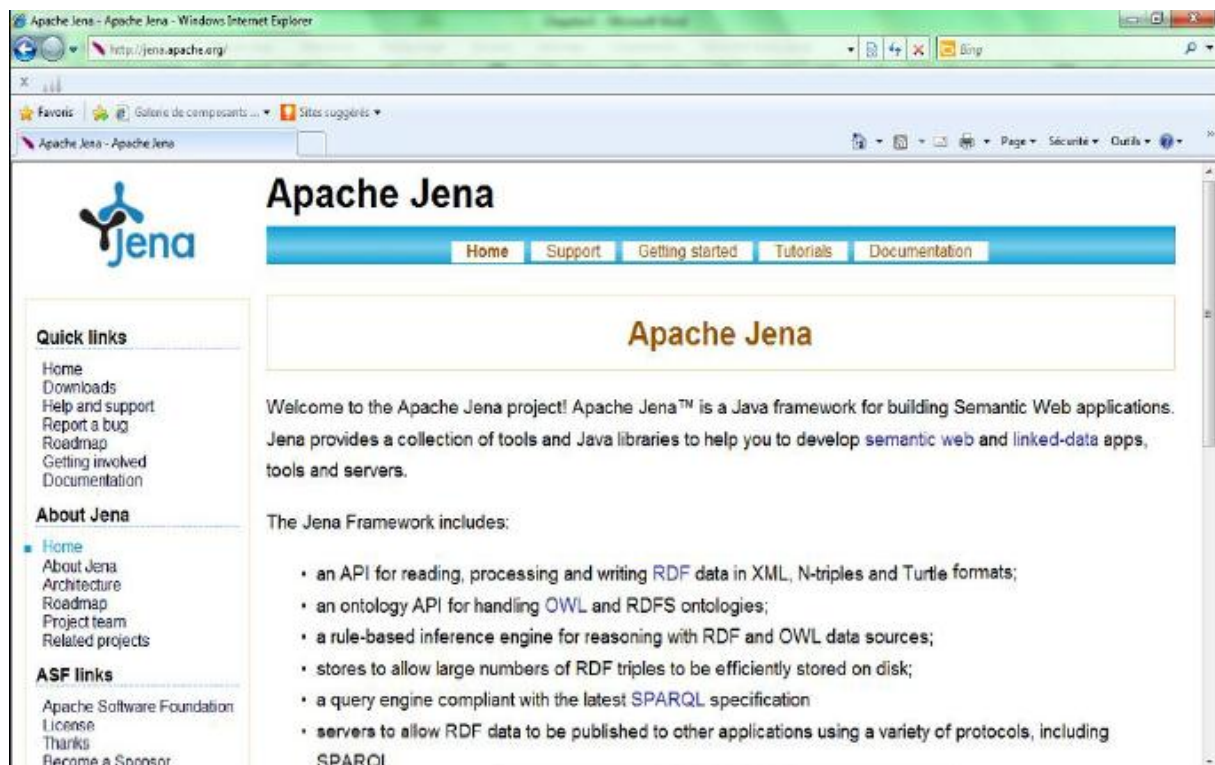 Apache Jena - Apache Jena - Windows Internet Explorer
http://jena.apache.org/
Bing
Favoris
Galerie de composants ...
Sites suggérés
Apache Jena - Apache Jena
Page
Sécurité
Outils
jena
Apache Jena
Home
Support
Getting started
Tutorials
Documentation
Quick links
Home
Downloads
Help and support
Report a bug
Roadmap
Getting involved
Documentation
About Jena
Home
About Jena
Architecture
Roadmap
Project team
Related projects
ASF links
Apache Software Foundation
License
Thanks
Become a Sponsor
Apache Jena
Welcome to the Apache Jena project! Apache Jena™ is a Java framework for building Semantic Web applications.
Jena provides a collection of tools and Java libraries to help you to develop semantic web and linked-data apps,
tools and servers.
The Jena Framework includes:
• an API for reading, processing and writing RDF data in XML, N-triples and Turtle formats;
• an ontology API for handling OWL and RDFS ontologies;
• a rule-based inference engine for reasoning with RDF and OWL data sources;
• stores to allow large numbers of RDF triples to be efficiently stored on disk;
• a query engine compliant with the latest SPARQL specification
• servers to allow RDF data to be published to other applications using a variety of protocols, including
SPARQL